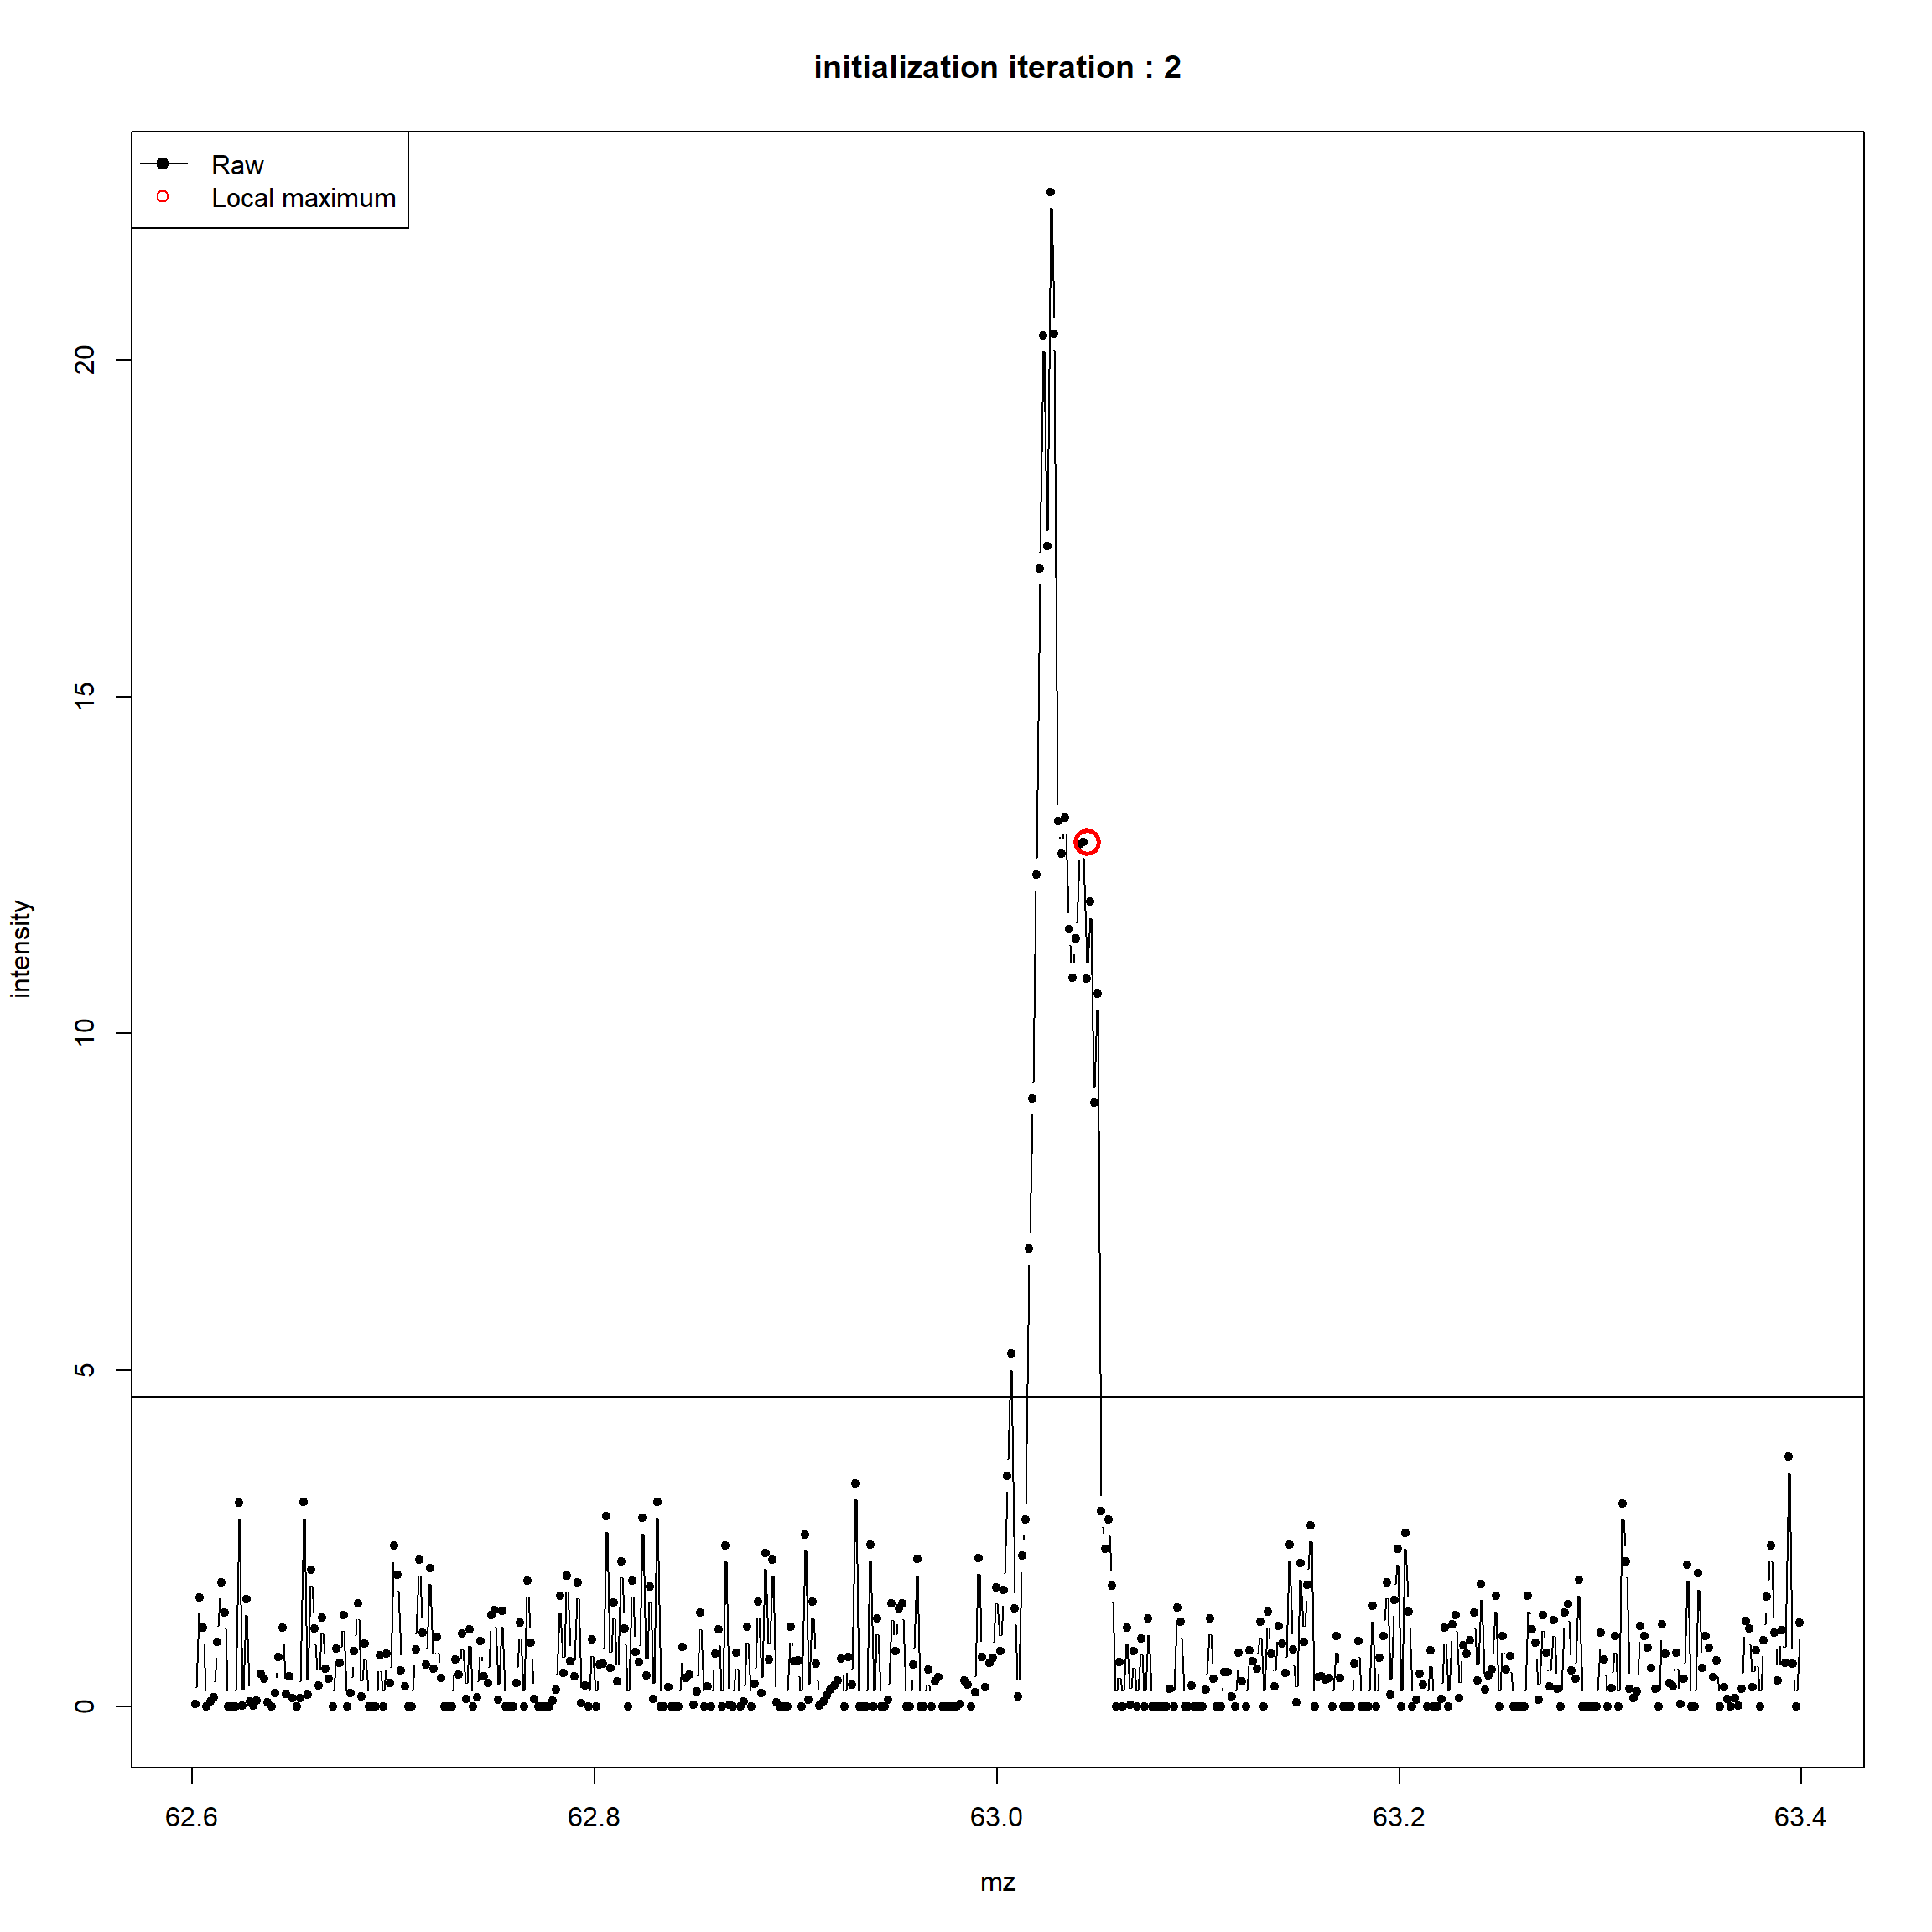 initialization iteration : 2
Raw
Local maximum
20
15
10
5
0
intensity
62.6 62.8 63.0 63.2 63.4
mz